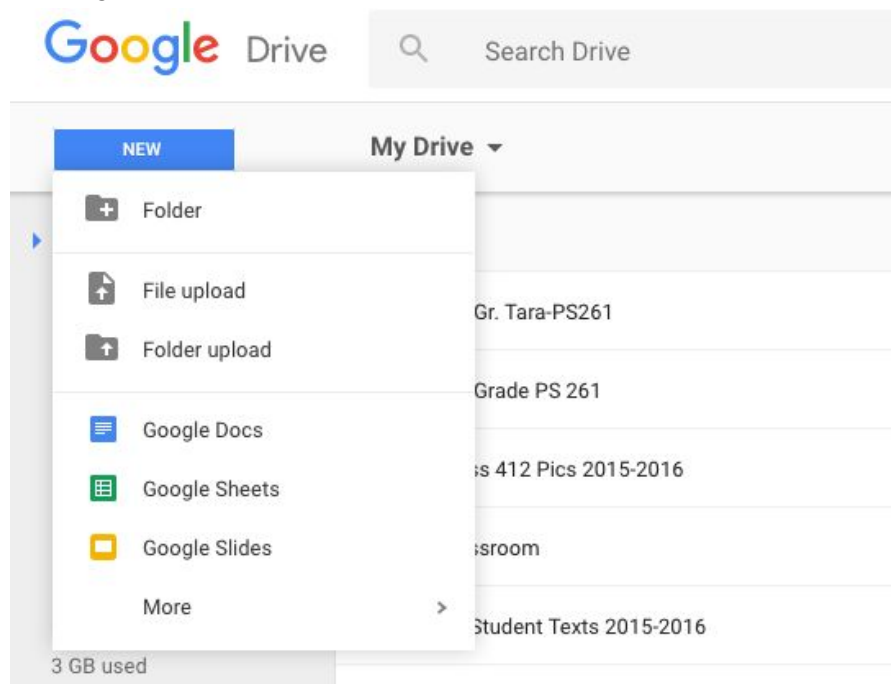 Google Drive
Search Drive
NEW
My Drive
Folder
File upload
Gr. Tara-PS261
Folder upload
Grade PS 261
Google Docs
ss 412 Pics 2015-2016
Google Sheets
Google Slides
ssroom
More
Student Texts 2015-2016
3 GB used